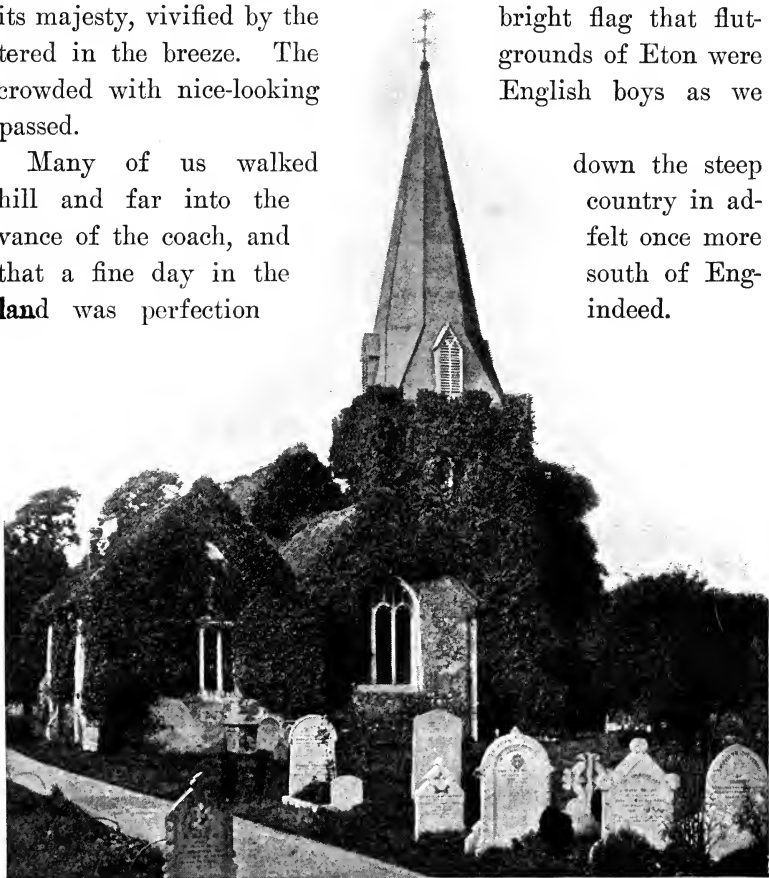 its majesty, vivified by the bright flag that flut-
tered in the breeze. The grounds of Eton were
crowded with nice-looking English boys as we
passed.
Many of us walked down the steep
hill and far into the country in ad-
vance of the coach, and felt once more
that a fine day in the south of Eng-
land was perfection indeed.